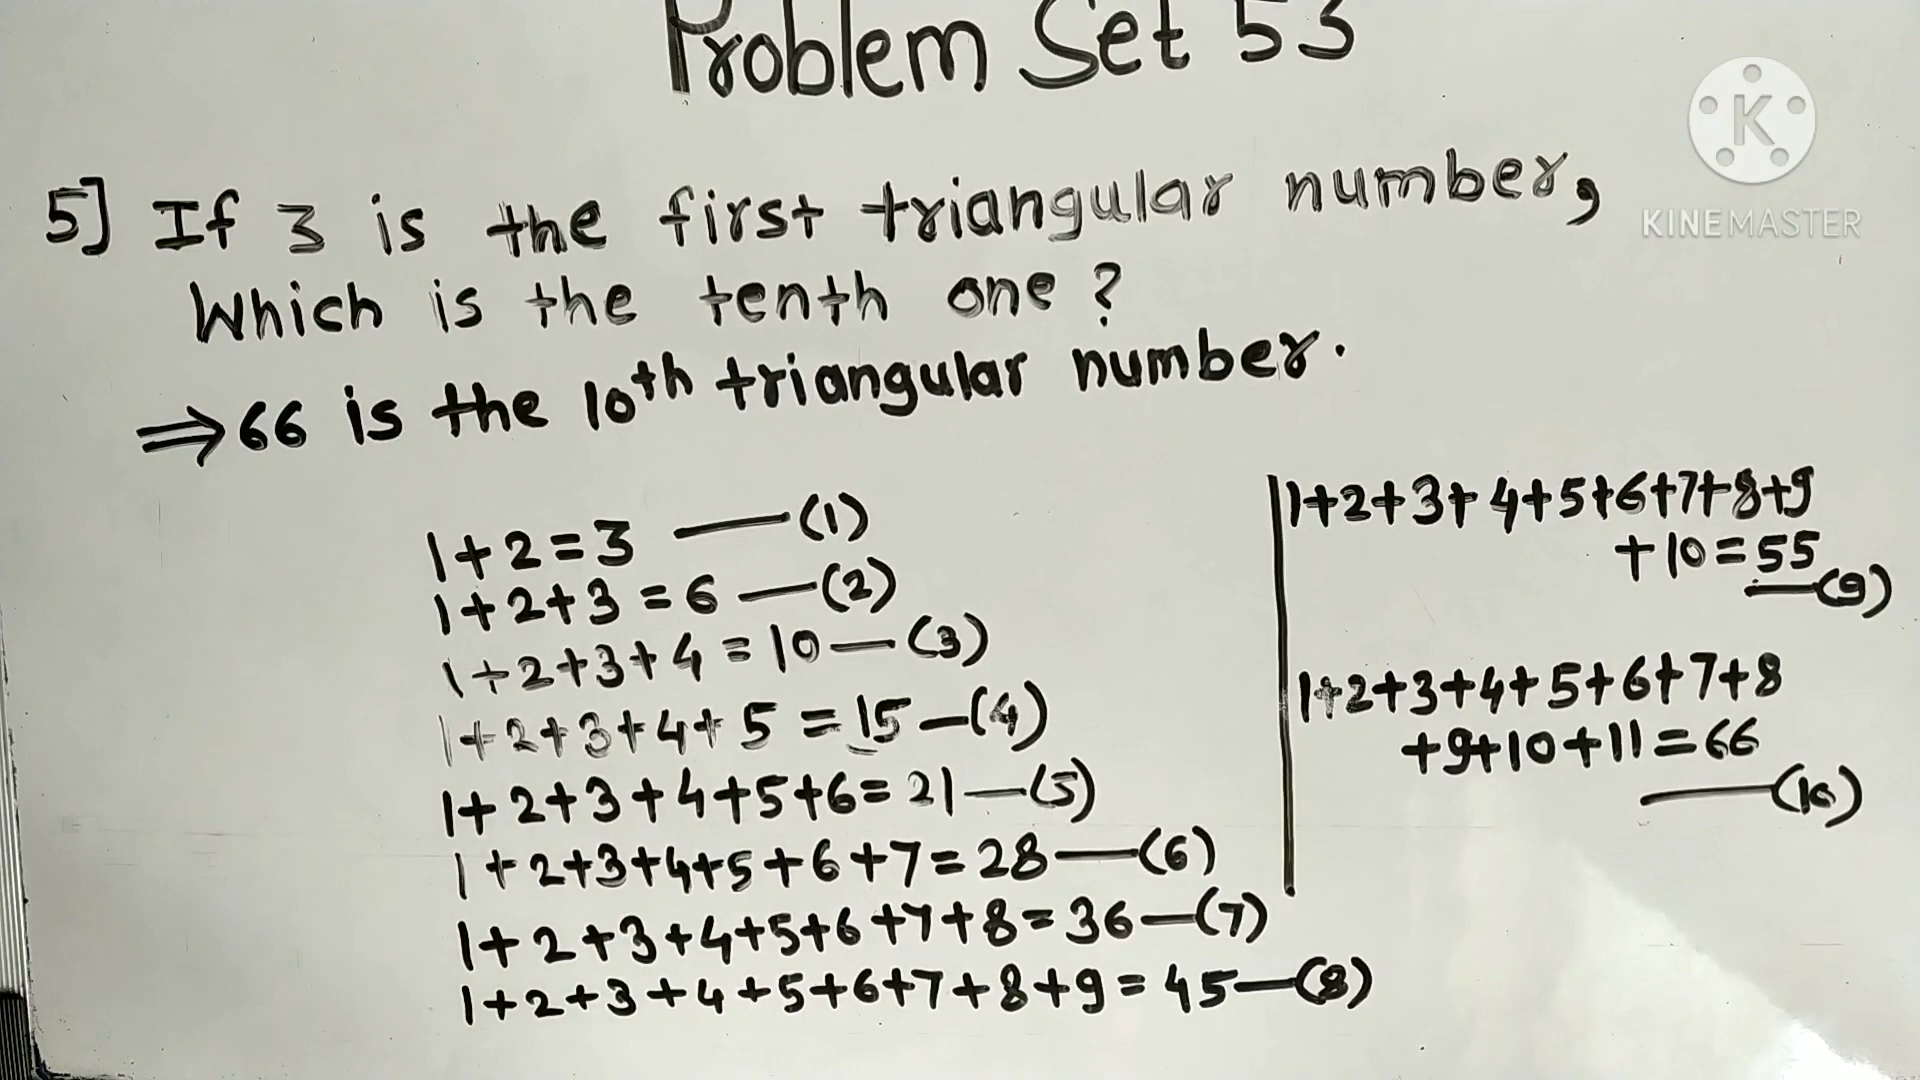 Problem Set 53
K
KINEMASTER
5] If 3 is the first triangular number,
Which is the tenth one?
⇒66 is the 10th triangular number.
1+2=3 —(1)
1+2+3=6 —(2)
1+2+3+4=10—(3)
1+2+3+4+5=15—(4)
1+2+3+4+5+6=21—(5)
1+2+3+4+5+6+7=28—(6)
1+2+3+4+5+6+7+8=36—(7)
1+2+3+4+5+6+7+8+9=45—(8)
1+2+3+4+5+6+7+8+9
+10=55
—(9)
1+2+3+4+5+6+7+8
+9+10+11=66
—(10)